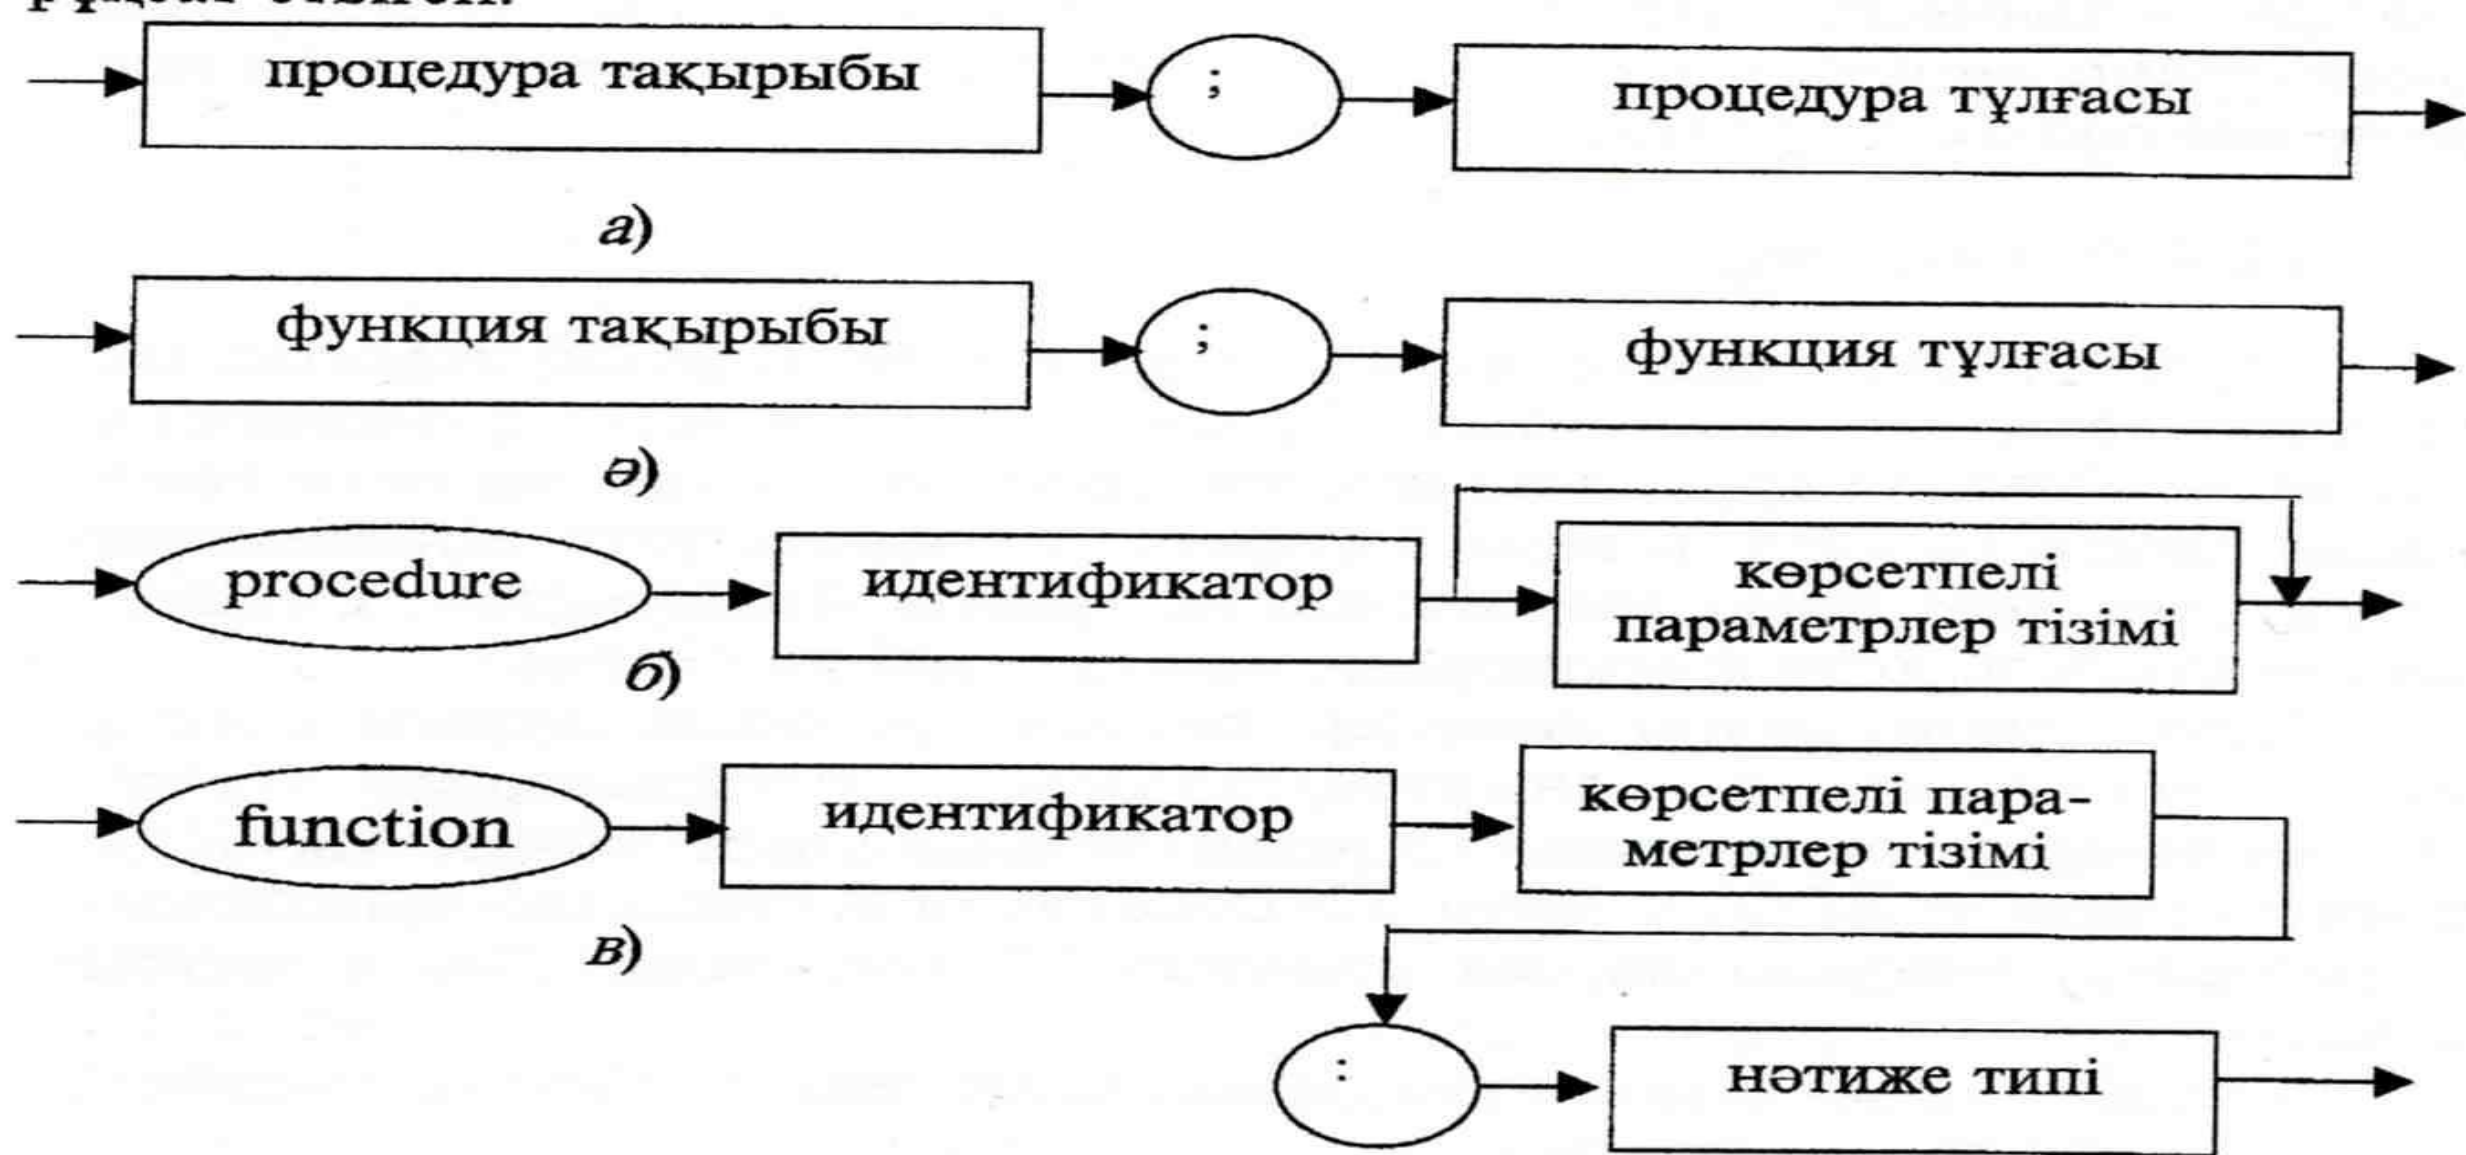 процедура тақырыбы
;
процедура тұлғасы
а)
функция тақырыбы
;
функция тұлғасы
ә)
procedure
идентификатор
көрсетпелі
параметрлер тізімі
б)
function
идентификатор
көрсетпелі пара-
метрлер тізімі
в)
:
нәтиже типі